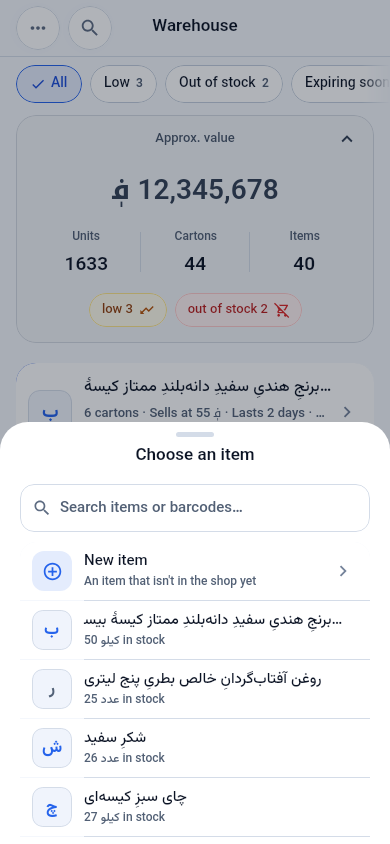 Warehouse
All
Low 3
Out of stock 2
Expiring soon
Approx. value
؋ 12,345,678
Units
Cartons
Items
1633
44
40
low 3
out of stock 2
برنجِ هندیِ سفیدِ دانه‌بلندِ ممتاز کیسهٔ...
ب
6 cartons · Sells at 55 ؋ · Lasts 2 days · ...
Choose an item
Search items or barcodes...
New item
An item that isn't in the shop yet
ب
برنجِ هندیِ سفیدِ دانه‌بلندِ ممتاز کیسهٔ بیس...
50 کیلو in stock
ر
روغن آفتاب‌گردانِ خالص بطریِ پنج لیتری
25 عدد in stock
ش
شکرِ سفید
26 عدد in stock
چ
چای سبزِ کیسه‌ای
27 کیلو in stock